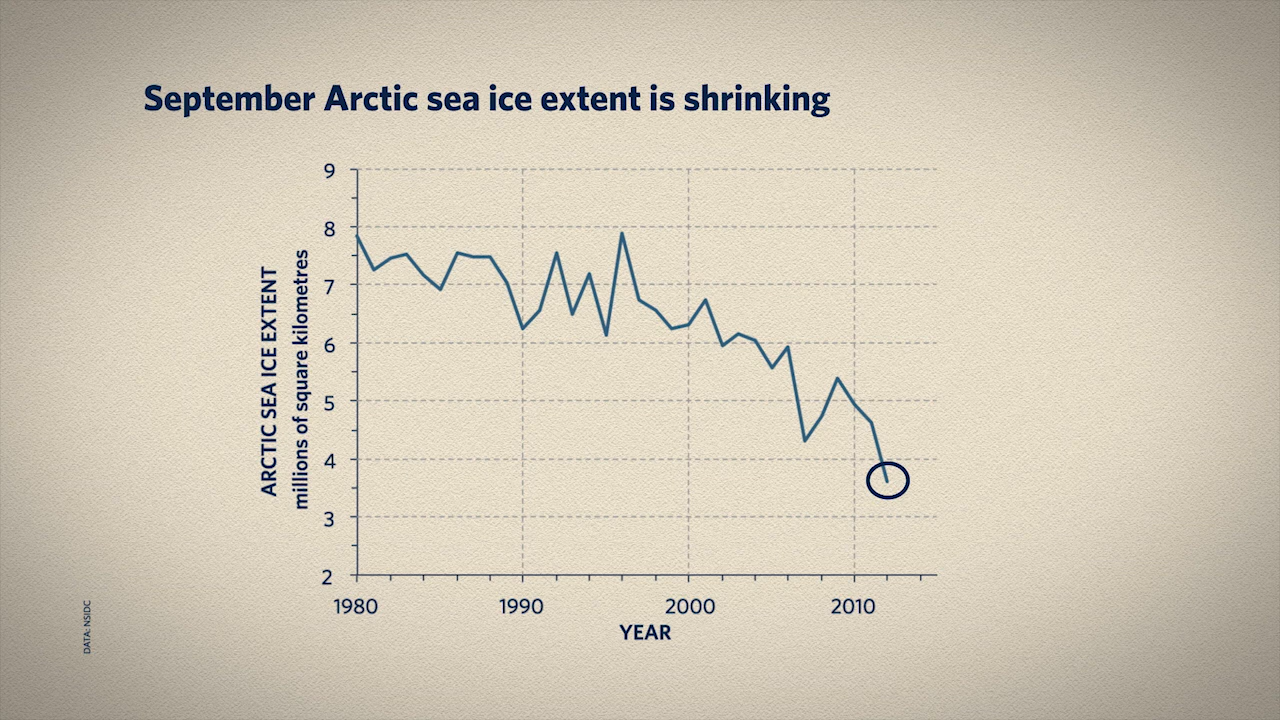 September Arctic sea ice extent is shrinking
ARCTIC SEA ICE EXTENT
millions of square kilometres
9
8
7
6
5
4
3
2
1980 1990 2000 2010
YEAR
DATA: NSIDC